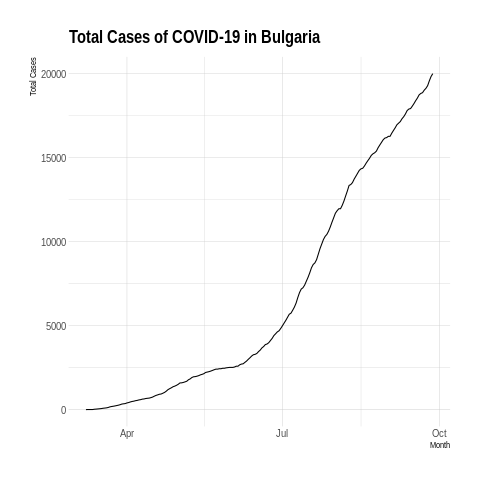 Total Cases of COVID-19 in Bulgaria
Total Cases
20000
15000
10000
5000
0
Apr Jul Oct
Month